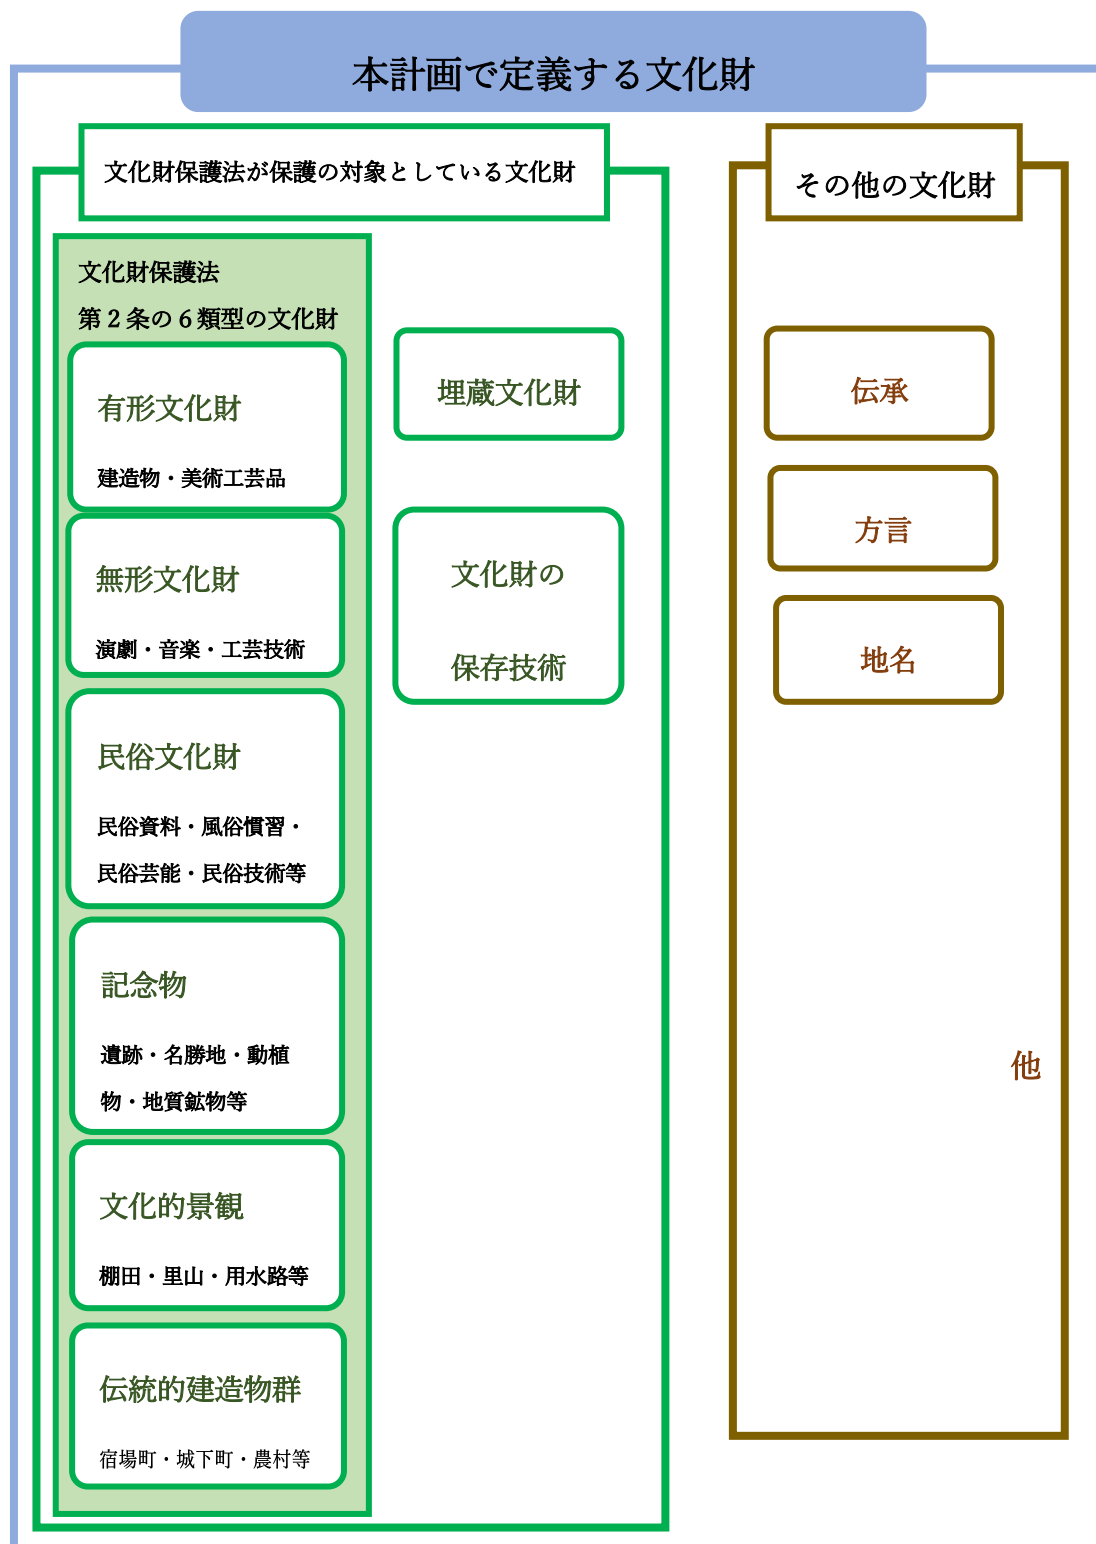 本計画で定義する文化財
文化財保護法が保護の対象としている文化財
文化財保護法
第２条の６類型の文化財
有形文化財
建造物・美術工芸品
無形文化財
演劇・音楽・工芸技術
民俗文化財
民俗資料・風俗慣習・
民俗芸能・民俗技術等
記念物
遺跡・名勝地・動植
物・地質鉱物等
文化的景観
棚田・里山・用水路等
伝統的建造物群
宿場町・城下町・農村等
埋蔵文化財
文化財の
保存技術
その他の文化財
伝承
方言
地名
他